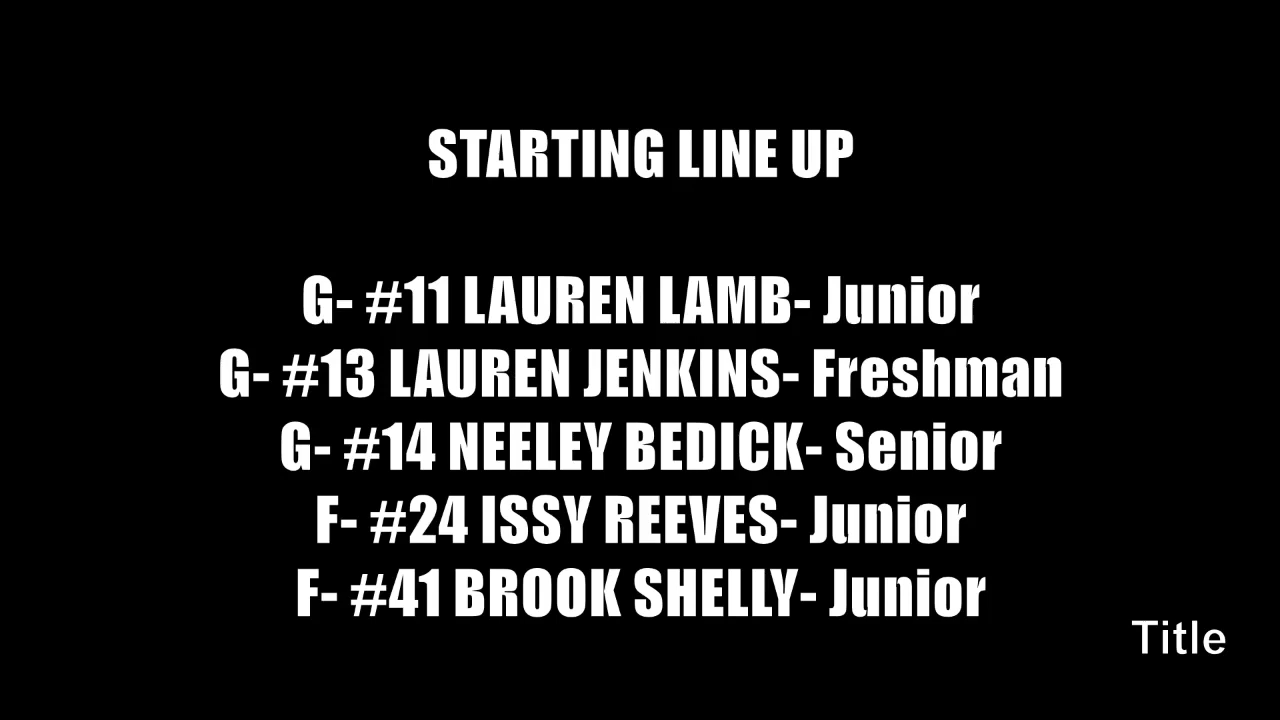 STARTING LINE UP
G- #11 LAUREN LAMB- Junior
G- #13 LAUREN JENKINS- Freshman
G- #14 NEELEY BEDICK- Senior
F- #24 ISSY REEVES- Junior
F- #41 BROOK SHELLY- Junior
Title